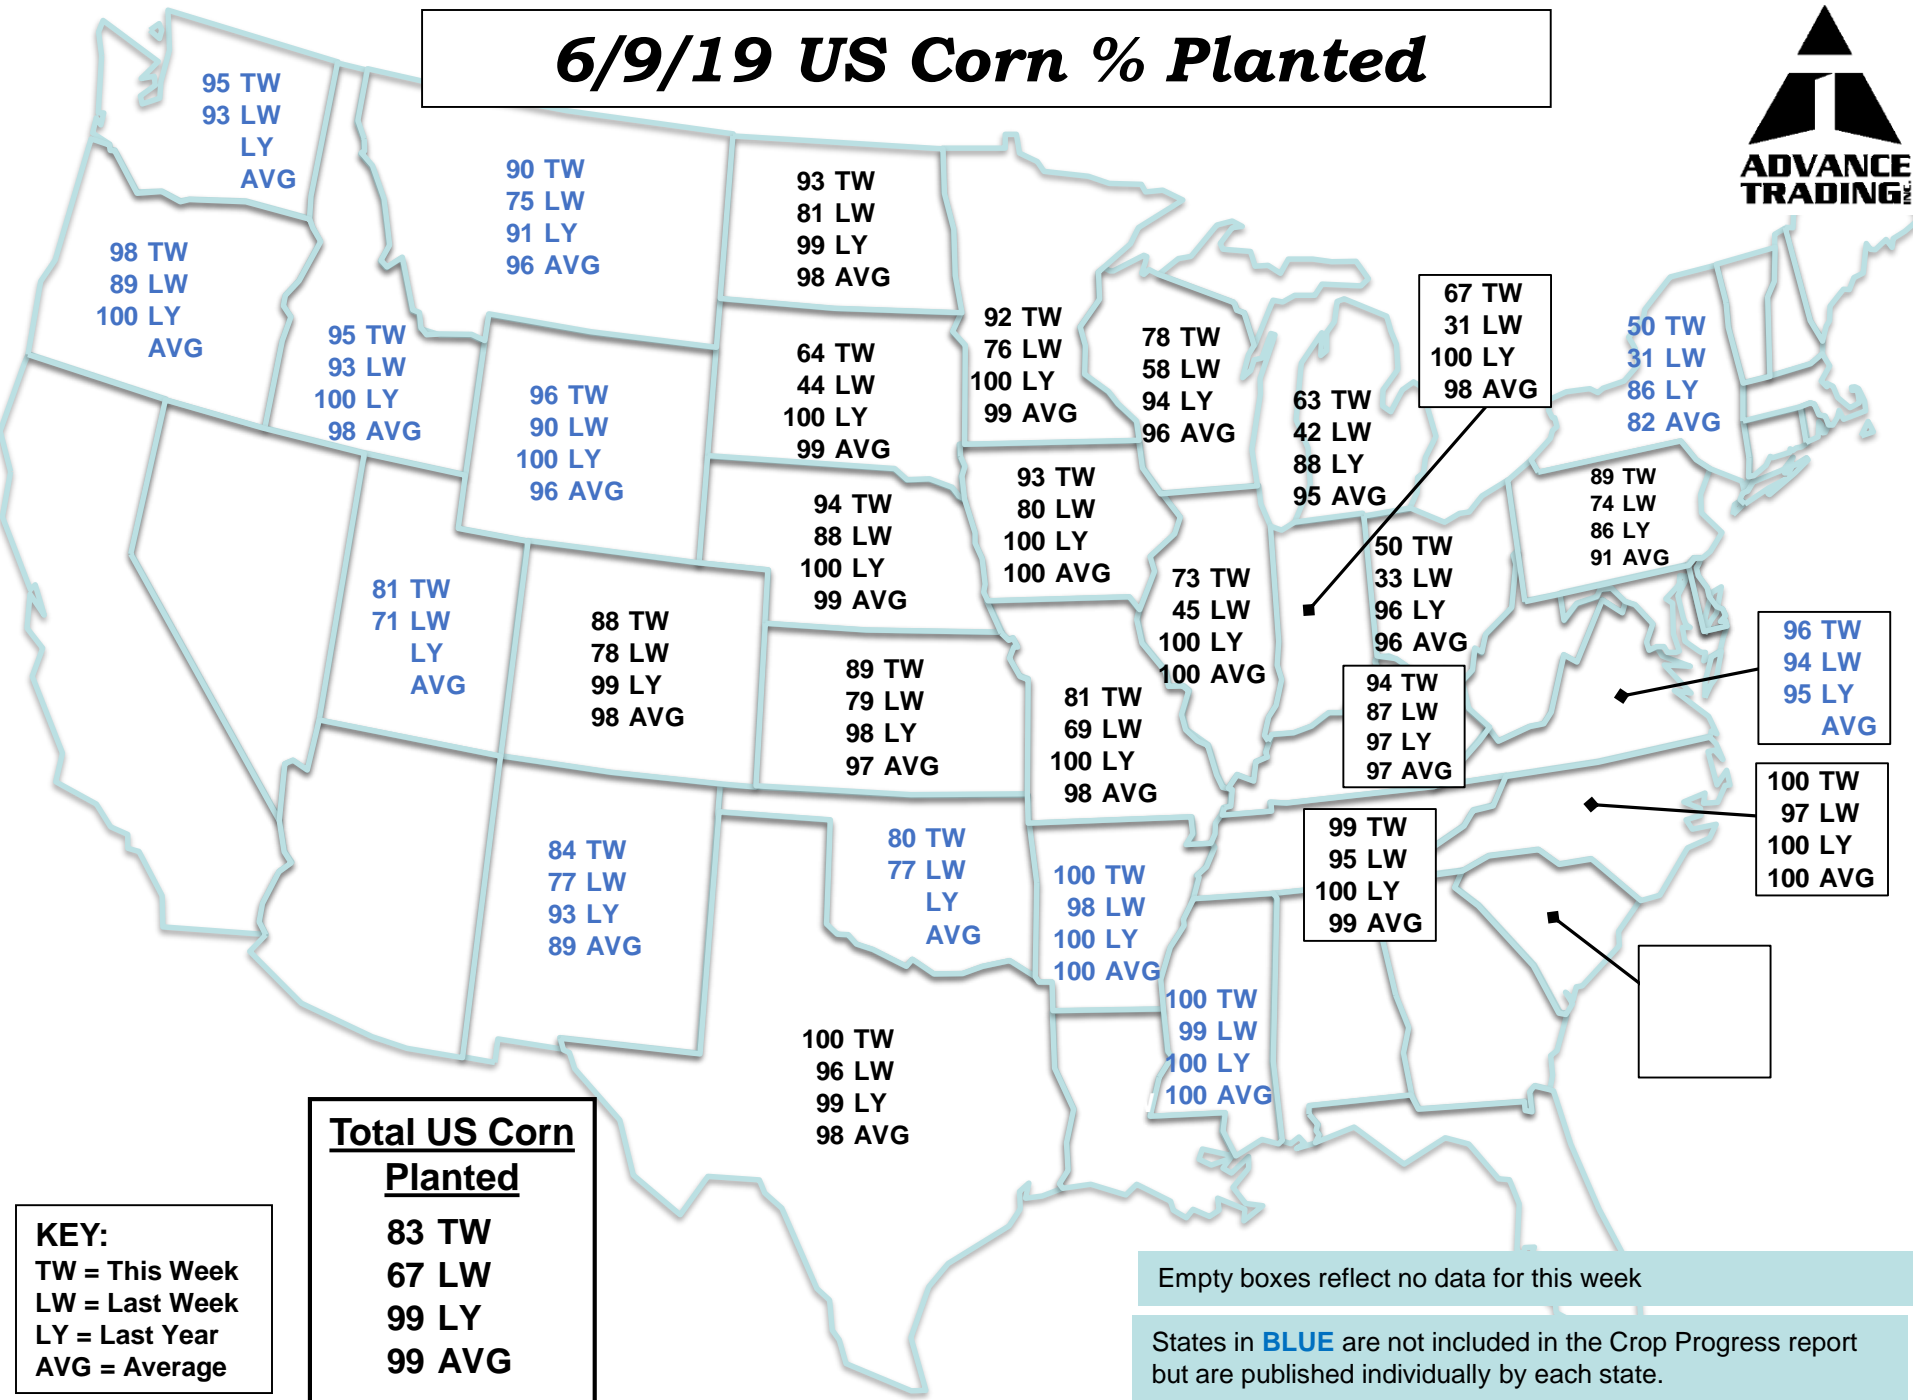 6/9/19 US Corn % Planted
ADVANCE
TRADING INC.
95 TW
93 LW
LY
AVG
98 TW
89 LW
100 LY
AVG
95 TW
93 LW
100 LY
98 AVG
90 TW
75 LW
91 LY
96 AVG
96 TW
90 LW
100 LY
96 AVG
93 TW
81 LW
99 LY
98 AVG
64 TW
44 LW
100 LY
99 AVG
94 TW
88 LW
100 LY
99 AVG
92 TW
76 LW
100 LY
99 AVG
78 TW
58 LW
94 LY
96 AVG
63 TW
42 LW
88 LY
95 AVG
67 TW
31 LW
100 LY
98 AVG
50 TW
31 LW
86 LY
82 AVG
89 TW
74 LW
86 LY
91 AVG
93 TW
80 LW
100 LY
100 AVG
73 TW
45 LW
100 LY
100 AVG
50 TW
33 LW
96 LY
96 AVG
81 TW
71 LW
LY
AVG
88 TW
78 LW
99 LY
98 AVG
89 TW
79 LW
98 LY
97 AVG
81 TW
69 LW
100 LY
98 AVG
94 TW
87 LW
97 LY
97 AVG
96 TW
94 LW
95 LY
AVG
100 TW
97 LW
100 LY
100 AVG
99 TW
95 LW
100 LY
99 AVG
84 TW
77 LW
93 LY
89 AVG
80 TW
77 LW
LY
AVG
100 TW
98 LW
100 LY
100 AVG
100 TW
99 LW
100 LY
100 AVG
100 TW
96 LW
99 LY
98 AVG
Total US Corn
Planted
83 TW
67 LW
99 LY
99 AVG
KEY:
TW = This Week
LW = Last Week
LY = Last Year
AVG = Average
Empty boxes reflect no data for this week
States in BLUE are not included in the Crop Progress report
but are published individually by each state.